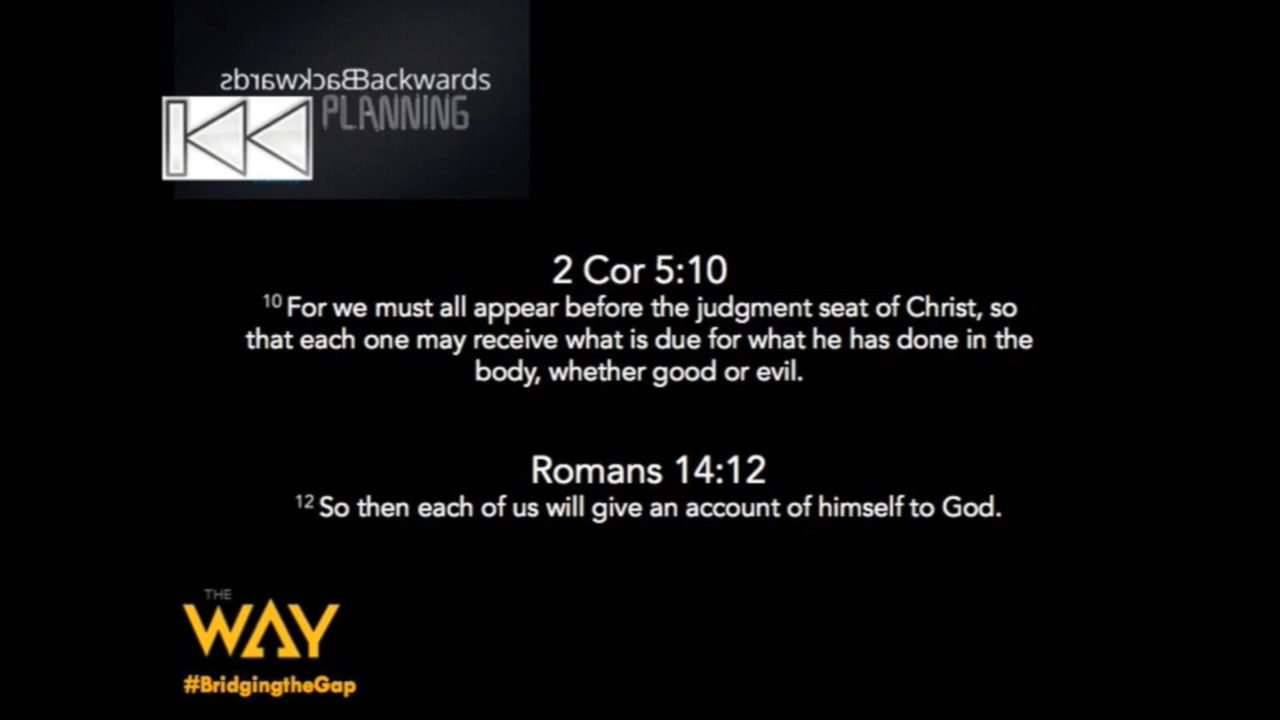 sbrawkcaBBackwards
PLANNING
2 Cor 5:10
10 For we must all appear before the judgment seat of Christ, so
that each one may receive what is due for what he has done in the
body, whether good or evil.
Romans 14:12
12 So then each of us will give an account of himself to God.
THE
WAY
#BridgingtheGap